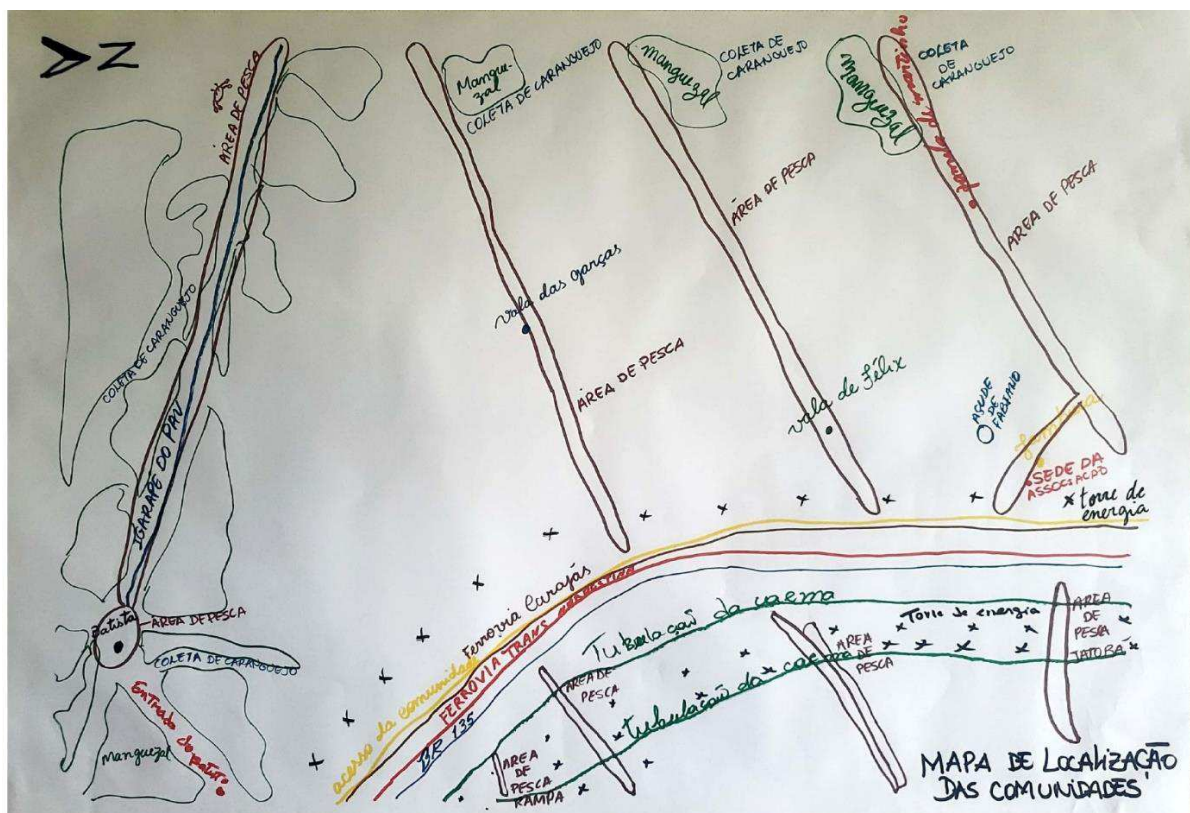 Z
ÁREA DE PESCA
COLETA DE CARANGUEJO
IGARAPÉ DO PAU
Batista
ÁREA DE PESCA
COLETA DE CARANGUEJO
Entrada do
Manguezal
Mangue-
zal
COLETA DE CARANGUEJO
vala das garças
ÁREA DE PESCA
manguezal
COLETA DE
CARANGUEJO
ÁREA DE PESCA
vala de Félix
manguezal
COLETA
DE
CARANGUEJO
ÁREA DE PESCA
AÇUDE
DE
FABIANO
SEDE DA
ASSOCIAÇÃO
torre de
energia
acesso da comunidade
Ferrovia Carajás
FERROVIA TRANS NORDESTINA
BR 135
Tubulação da caema
Tubulação da caema
Torre de energia
ÁREA DE
PESCA
ÁREA
DE
PESCA
RAMPA
ÁREA
DE
PESCA
ÁREA
DE
PESCA
JATOBÁ
MAPA DE LOCALIZAÇÃO
DAS COMUNIDADES